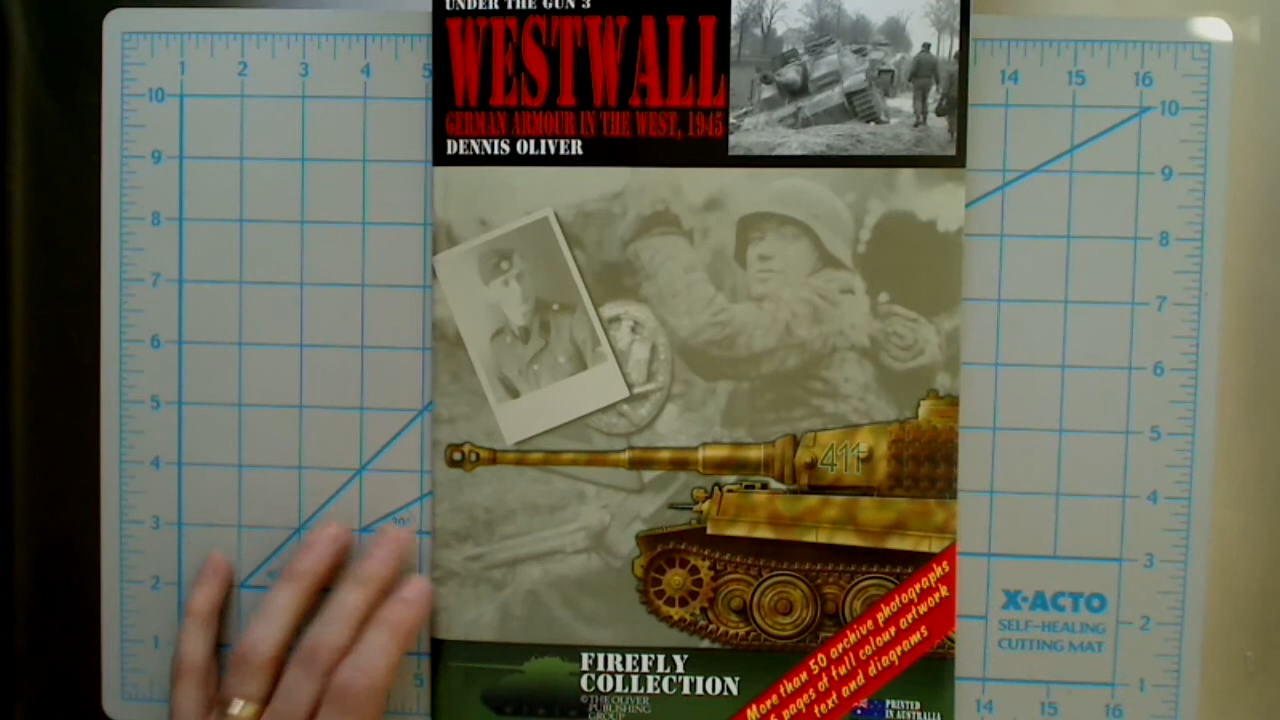 UNDER THE GUN 3
WESTWALL
GERMAN ARMOUR IN THE WEST, 1945
DENNIS OLIVER
411
More than 50 archive photographs
6 pages of full colour artwork
text and diagrams
FIREFLY
COLLECTION
©THE OLIVER
PUBLISHING
GROUP
PRINTED
IN AUSTRALIA
X-ACTO
SELF-HEALING
CUTTING MAT
1 2 3 4 5
10
9
8
7
6
5
4
3
2
1
5
30°
14 15 16
10
9
8
7
6
5
4
3
2
1
14 15 16